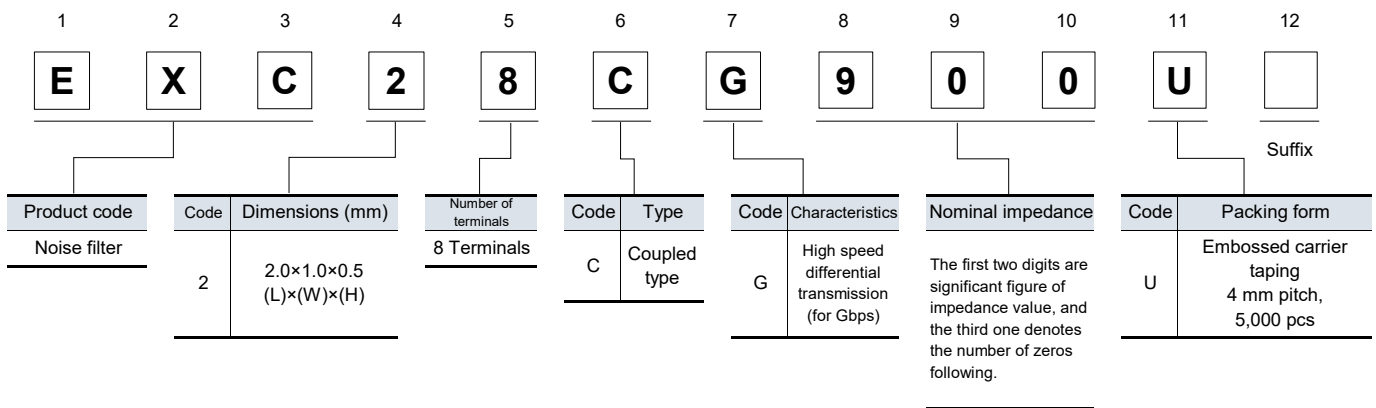 1 2 3 4 5 6 7 8 9 10 11 12
E X C 2 8 C G 9 0 0 U
Suffix
Product code
Noise filter
Code Dimensions (mm)
2 2.0×1.0×0.5
(L)×(W)×(H)
Number of
terminals
8 Terminals
Code Type
C Coupled
type
Code Characteristics
G High speed
differential
transmission
(for Gbps)
Nominal impedance
The first two digits are
significant figure of
impedance value, and
the third one denotes
the number of zeros
following.
Code Packing form
U Embossed carrier
taping
4 mm pitch,
5,000 pcs